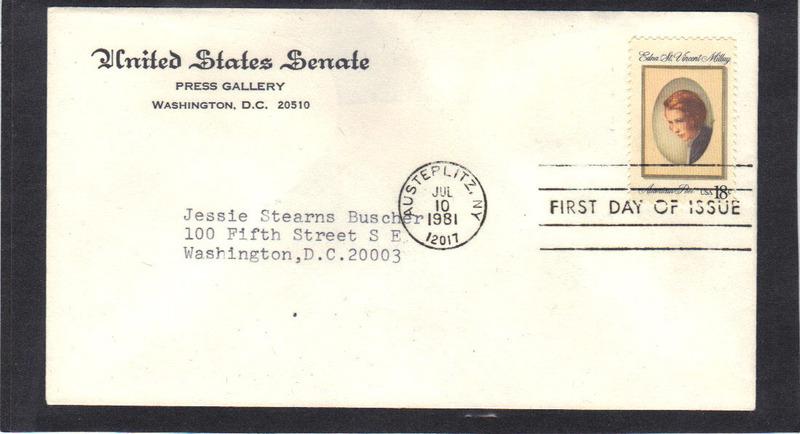 United States Senate
PRESS GALLERY
WASHINGTON, D.C. 20510
Edna St. Vincent Millay
American Poet USA 18c
AUSTERLITZ, NY
JUL
10
1981
12017
FIRST DAY OF ISSUE
Jessie Stearns Buscher
100 Fifth Street S E
Washington,D.C.20003